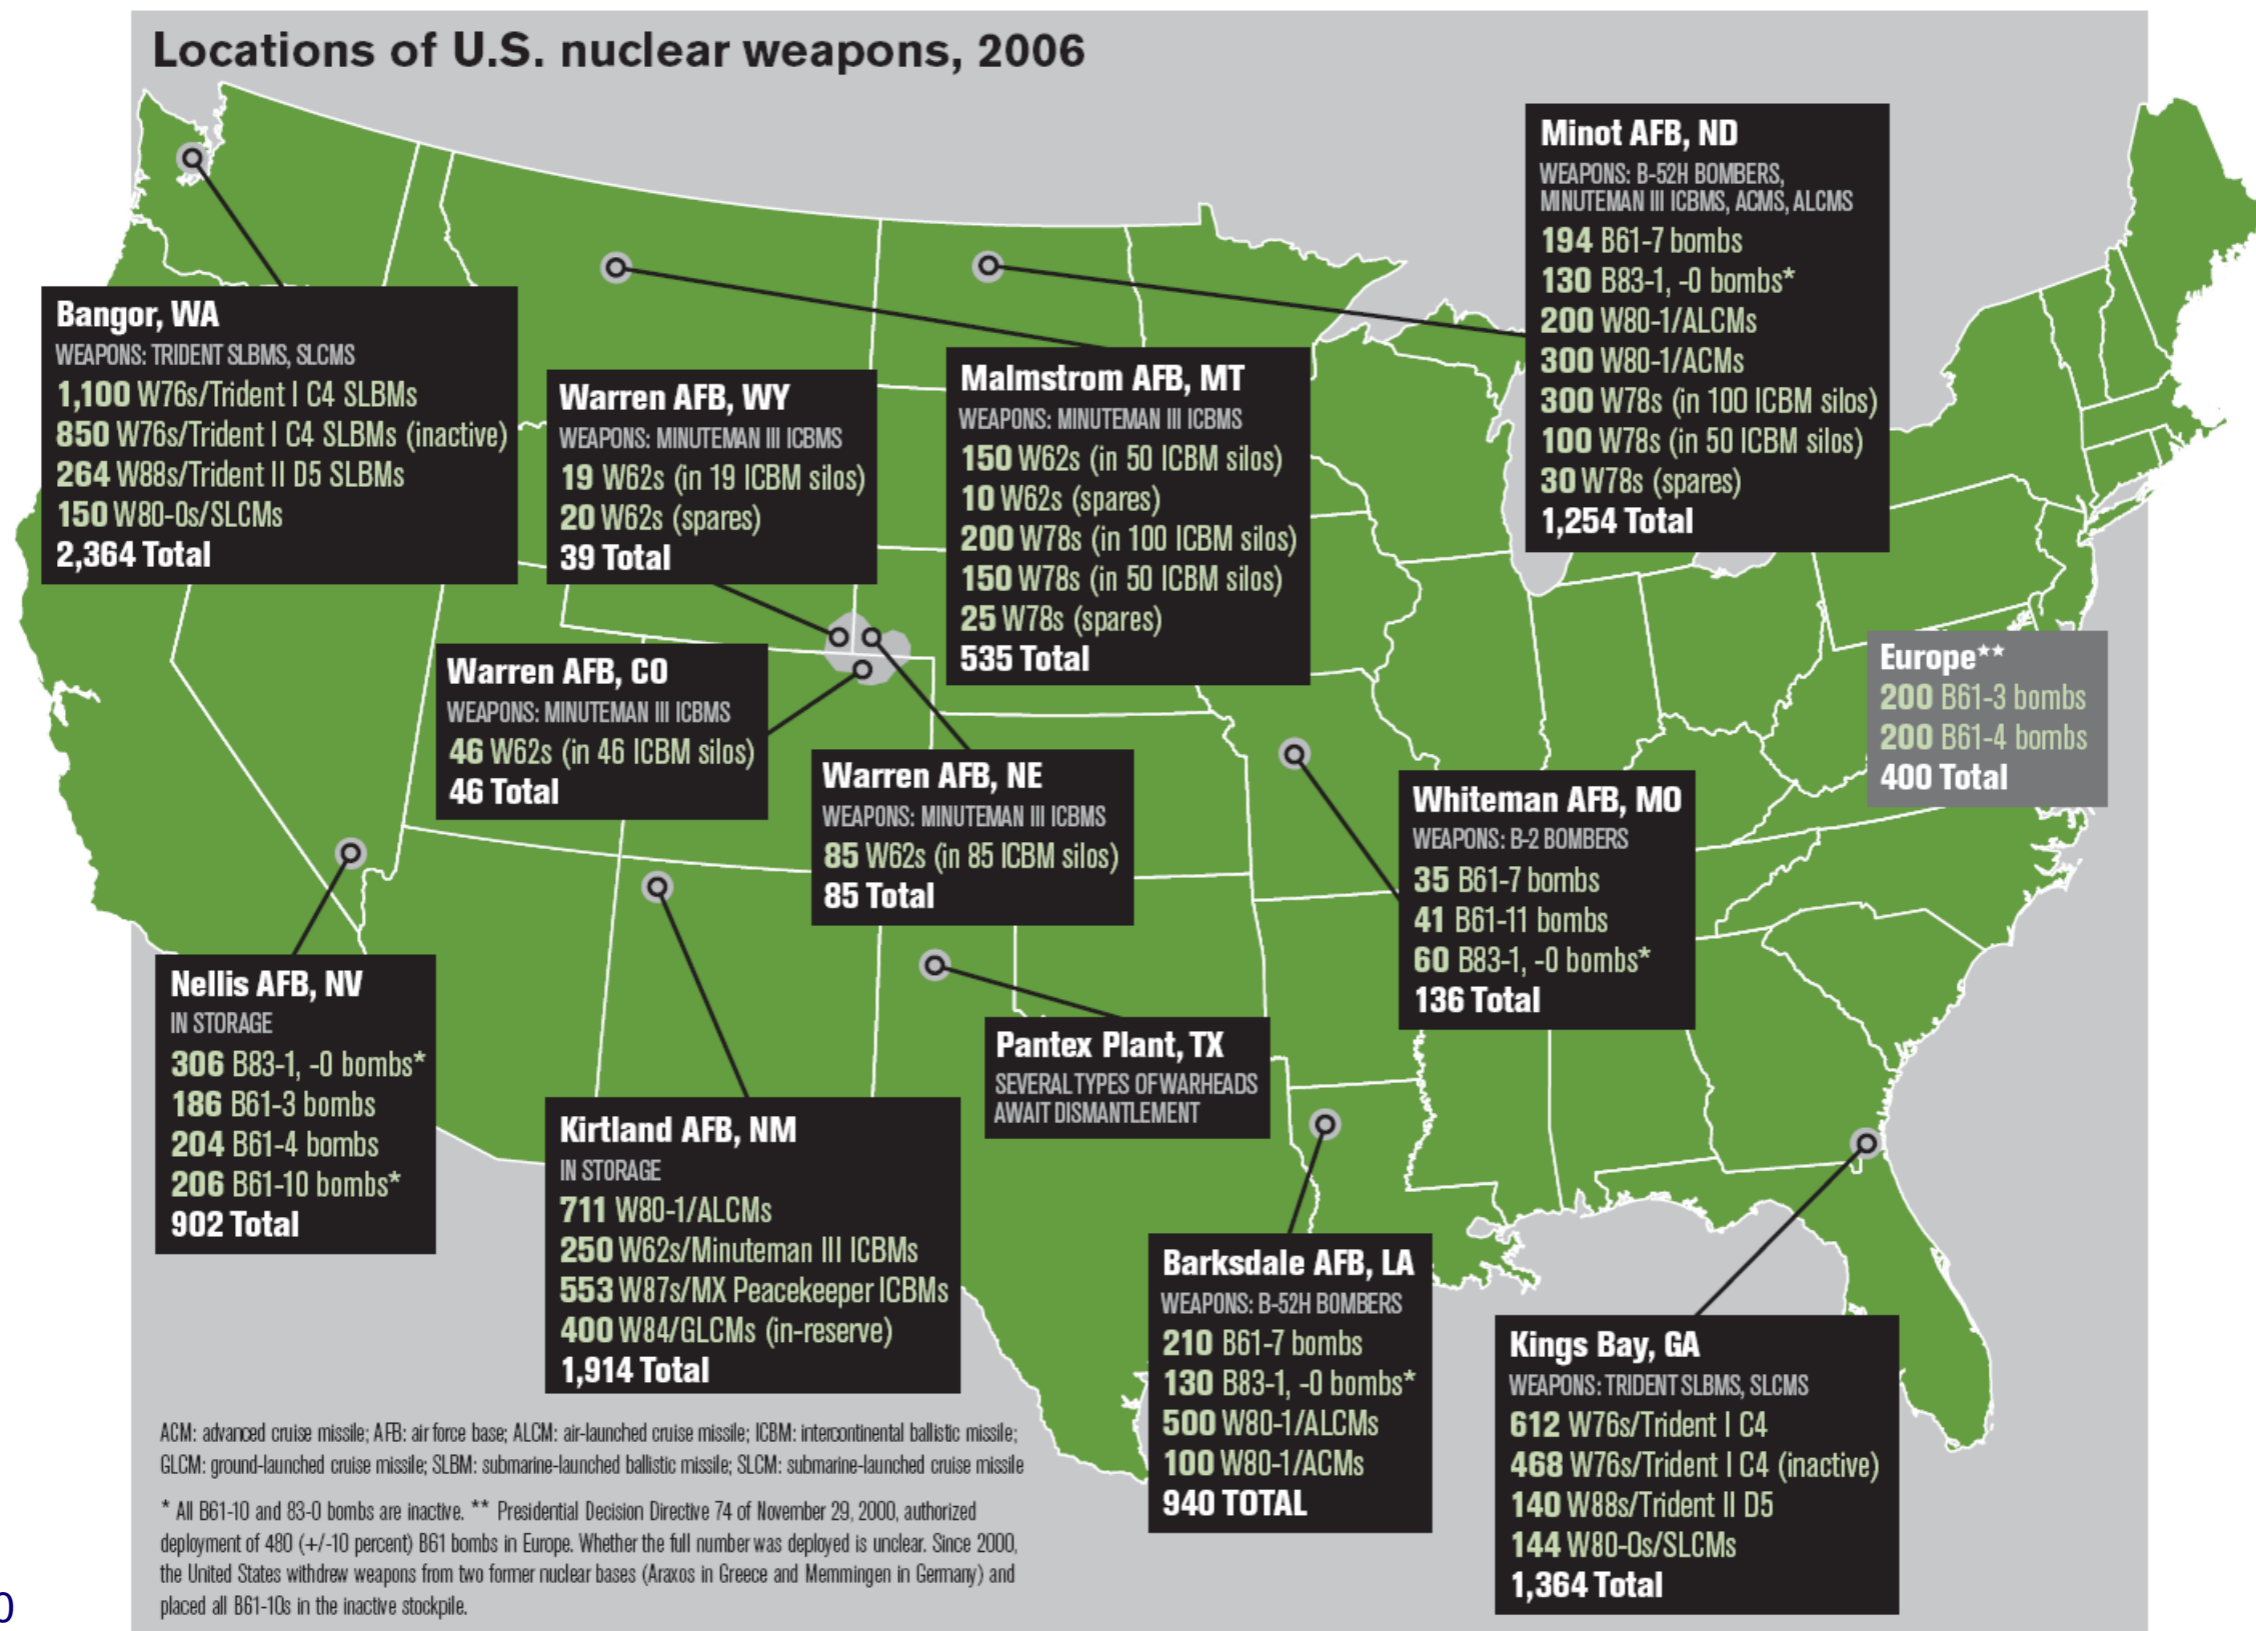 Locations of U.S. nuclear weapons, 2006
Bangor, WA
WEAPONS: TRIDENT SLBMS, SLCMS
1,100 W76s/Trident I C4 SLBMs
850 W76s/Trident I C4 SLBMs (inactive)
264 W88s/Trident II D5 SLBMs
150 W80-0s/SLCMs
2,364 Total
Warren AFB, WY
WEAPONS: MINUTEMAN III ICBMS
19 W62s (in 19 ICBM silos)
20 W62s (spares)
39 Total
Malmstrom AFB, MT
WEAPONS: MINUTEMAN III ICBMS
150 W62s (in 50 ICBM silos)
10 W62s (spares)
200 W78s (in 100 ICBM silos)
150 W78s (in 50 ICBM silos)
25 W78s (spares)
535 Total
Minot AFB, ND
WEAPONS: B-52H BOMBERS,
MINUTEMAN III ICBMS, ACMS, ALCMS
194 B61-7 bombs
130 B83-1, -0 bombs*
200 W80-1/ALCMs
300 W80-1/ACMs
300 W78s (in 100 ICBM silos)
100 W78s (in 50 ICBM silos)
30 W78s (spares)
1,254 Total
Warren AFB, CO
WEAPONS: MINUTEMAN III ICBMS
46 W62s (in 46 ICBM silos)
46 Total
Warren AFB, NE
WEAPONS: MINUTEMAN III ICBMS
85 W62s (in 85 ICBM silos)
85 Total
Europe**
200 B61-3 bombs
200 B61-4 bombs
400 Total
Whiteman AFB, MO
WEAPONS: B-2 BOMBERS
35 B61-7 bombs
41 B61-11 bombs
60 B83-1, -0 bombs*
136 Total
Nellis AFB, NV
IN STORAGE
306 B83-1, -0 bombs*
186 B61-3 bombs
204 B61-4 bombs
206 B61-10 bombs*
902 Total
Kirtland AFB, NM
IN STORAGE
711 W80-1/ALCMs
250 W62s/Minuteman III ICBMs
553 W87s/MX Peacekeeper ICBMs
400 W84/GLCMs (in-reserve)
1,914 Total
Pantex Plant, TX
SEVERAL TYPES OF WARHEADS
AWAIT DISMANTLEMENT
Barksdale AFB, LA
WEAPONS: B-52H BOMBERS
210 B61-7 bombs
130 B83-1, -0 bombs*
500 W80-1/ALCMs
100 W80-1/ACMs
940 TOTAL
Kings Bay, GA
WEAPONS: TRIDENT SLBMS, SLCMS
612 W76s/Trident I C4
468 W76s/Trident I C4 (inactive)
140 W88s/Trident II D5
144 W80-0s/SLCMs
1,364 Total
ACM: advanced cruise missile; AFB: air force base; ALCM: air-launched cruise missile; ICBM: intercontinental ballistic missile;
GLCM: ground-launched cruise missile; SLBM: submarine-launched ballistic missile; SLCM: submarine-launched cruise missile
* All B61-10 and 83-0 bombs are inactive. ** Presidential Decision Directive 74 of November 29, 2000, authorized
deployment of 480 (+/-10 percent) B61 bombs in Europe. Whether the full number was deployed is unclear. Since 2000,
the United States withdrew weapons from two former nuclear bases (Araxos in Greece and Memmingen in Germany) and
placed all B61-10s in the inactive stockpile.